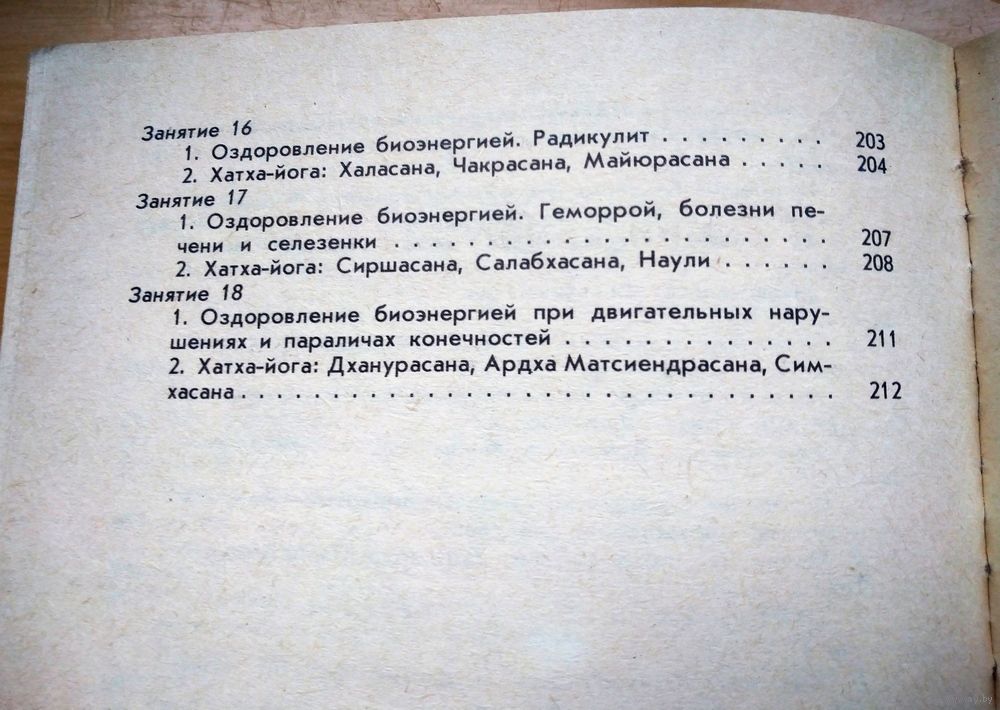 Занятие 16
1. Оздоровление биоэнергией. Радикулит . . . . . . . . . 203
2. Хатха-йога: Халасана, Чакрасана, Майюрасана . . . . . 204
Занятие 17
1. Оздоровление биоэнергией. Геморрой, болезни пе-
чени и селезенки . . . . . . . . . . . . . . . . . . . . . . . . 207
2. Хатха-йога: Сиршасана, Салабхасана, Наули . . . . . . 208
Занятие 18
1. Оздоровление биоэнергией при двигательных нару-
шениях и параличах конечностей . . . . . . . . . . . . . . . 211
2. Хатха-йога: Дханурасана, Ардха Матсиендрасана, Сим-
хасана . . . . . . . . . . . . . . . . . . . . . . . . . . . . . . . . . 212